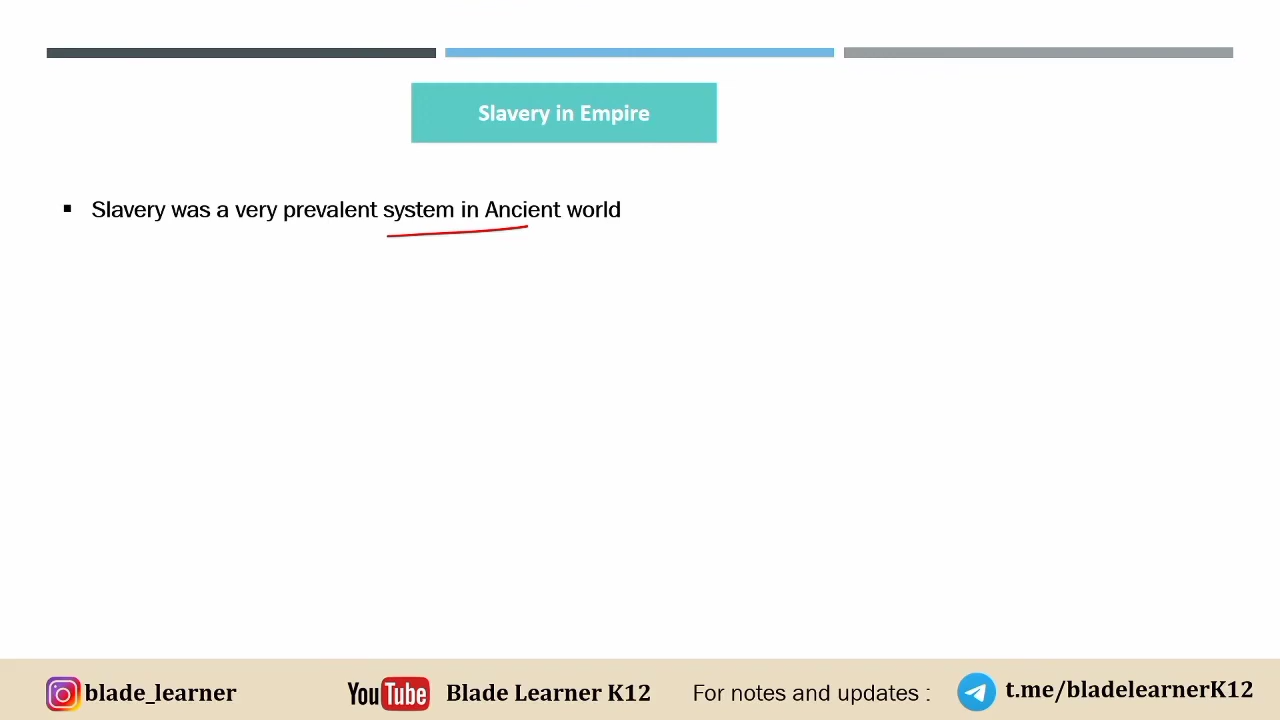 Slavery in Empire
▪ Slavery was a very prevalent system in Ancient world
blade_learner YouTube Blade Learner K12 For notes and updates : t.me/bladelearnerK12